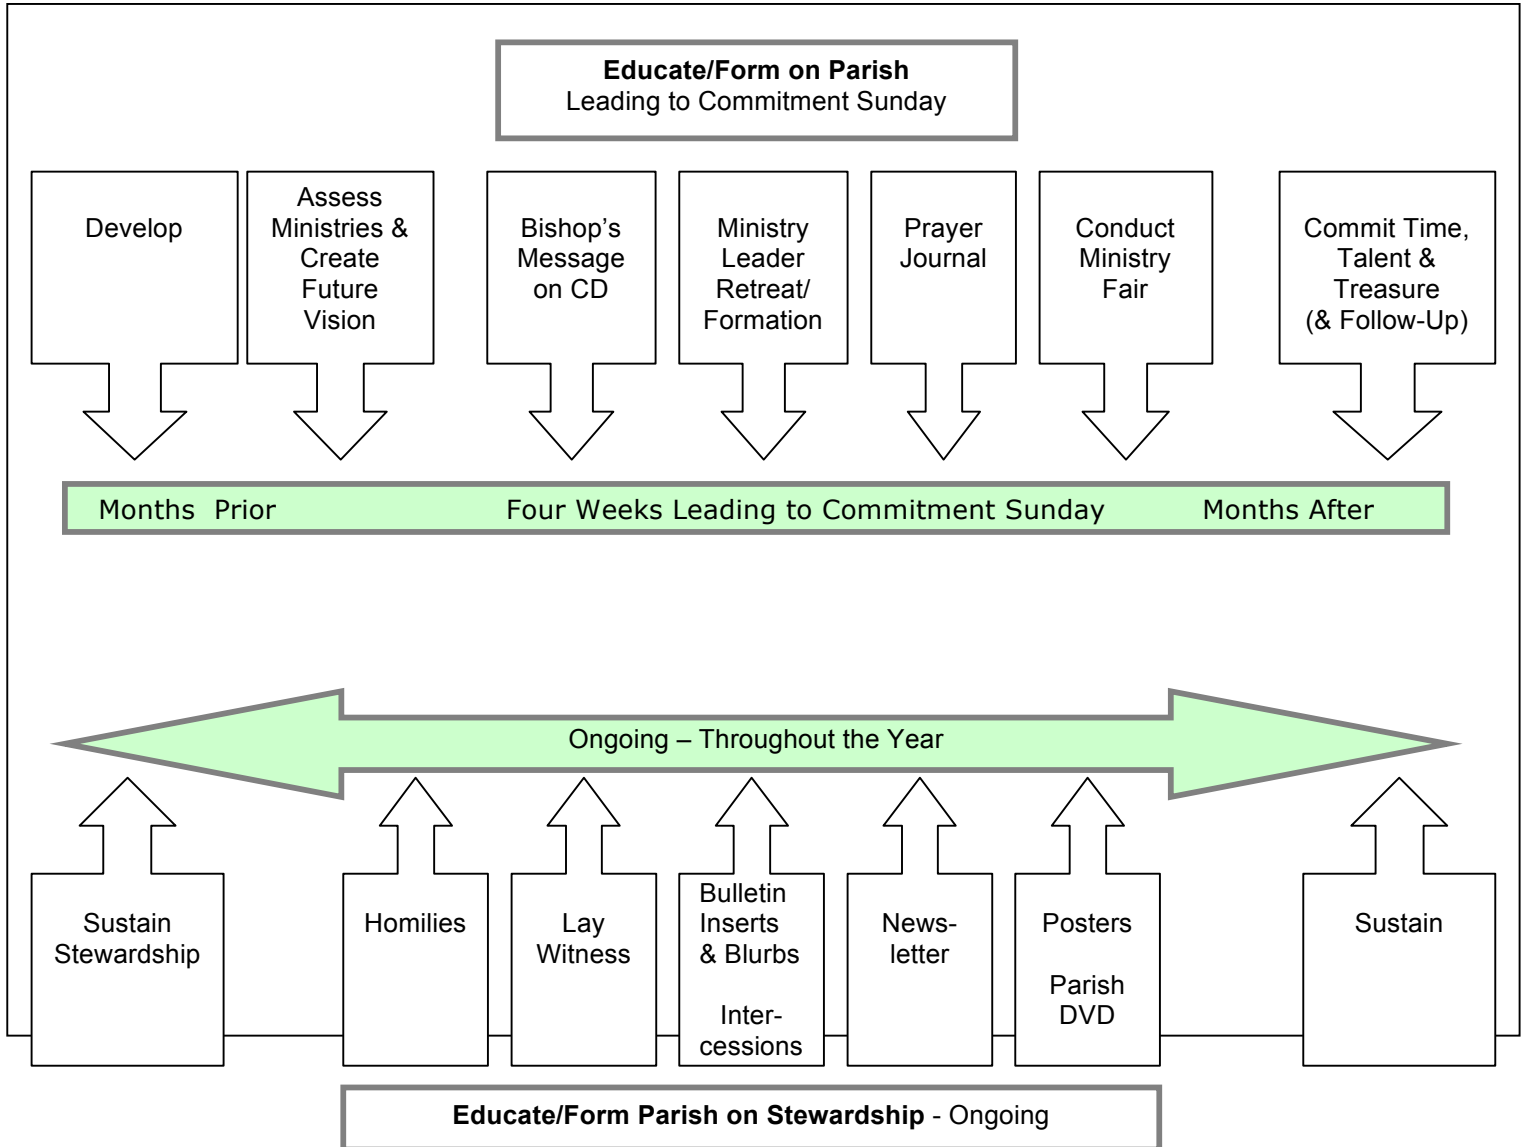 Educate/Form on Parish
Leading to Commitment Sunday
Develop
Assess
Ministries &
Create
Future
Vision
Bishop's
Message
on CD
Ministry
Leader
Retreat/
Formation
Prayer
Journal
Conduct
Ministry
Fair
Commit Time,
Talent &
Treasure
(& Follow-Up)
Months Prior
Four Weeks Leading to Commitment Sunday
Months After
Ongoing – Throughout the Year
Sustain
Stewardship
Homilies
Lay
Witness
Bulletin
Inserts
& Blurbs
Inter-
cessions
News-
letter
Posters
Parish
DVD
Sustain
Educate/Form Parish on Stewardship - Ongoing